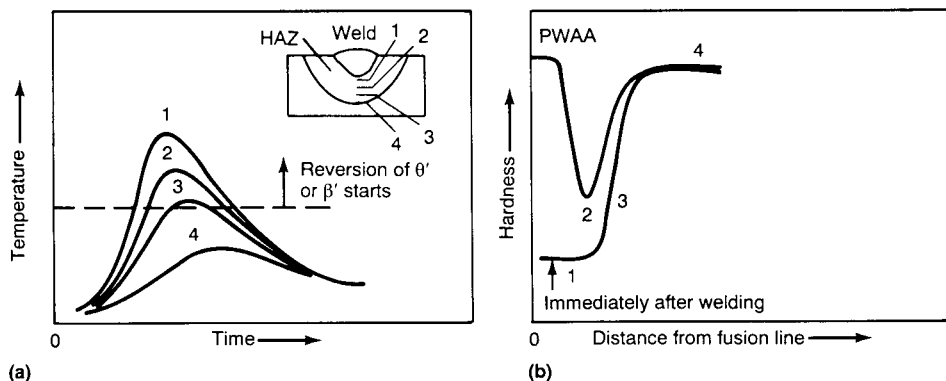 HAZ
Weld
1
2
3
4
1
2
3
4
Reversion of θ′
or β′ starts
Temperature
0
Time
(a)
PWAA
4
2
3
1
Immediately after welding
Hardness
0
Distance from fusion line
(b)